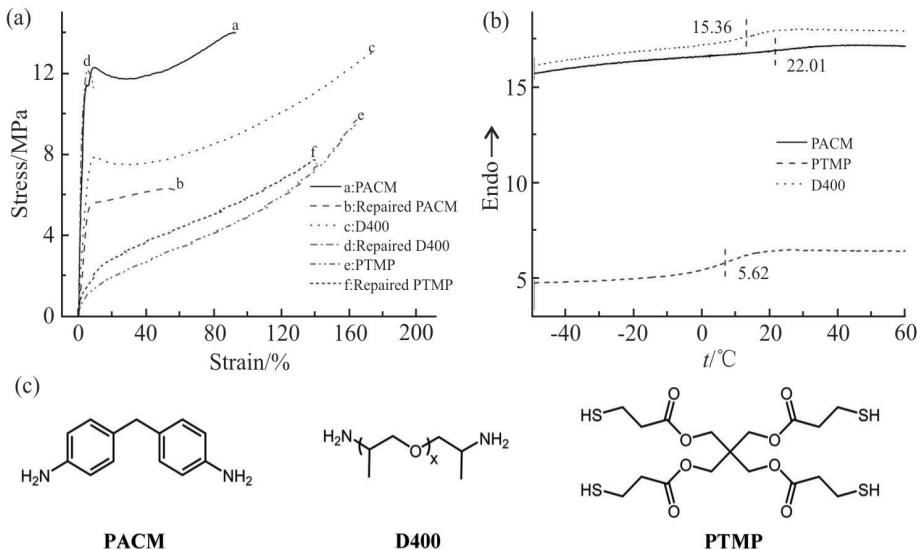 (a)
Stress/MPa
12
8
4
0
0
40
80
120
160
200
Strain/%
a
b
c
d
e
f
a:PACM
b:Repaired PACM
c:D400
d:Repaired D400
e:PTMP
f:Repaired PTMP
(b)
Endo
15
10
5
-40
-20
0
20
40
60
t/℃
15.36
22.01
5.62
PACM
PTMP
D400
(c)
H2N
NH2
PACM
H2N
O
x
NH2
D400
HS
O
O
SH
O
O
HS
O
O
SH
O
O
PTMP